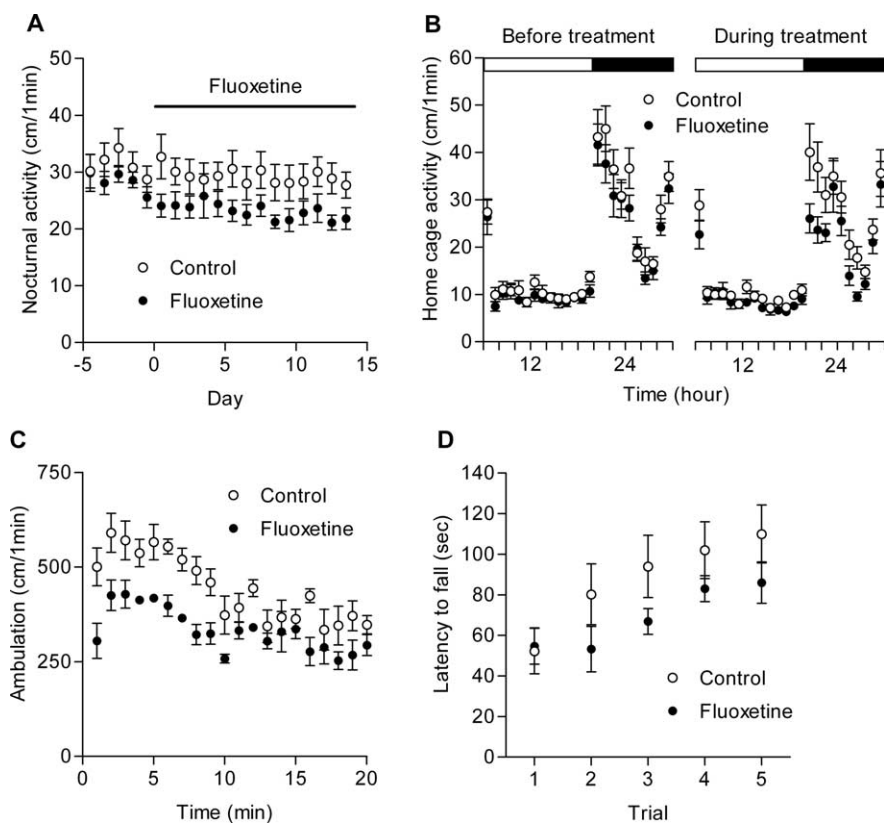 A
Nocturnal activity (cm/1min)
50
40
30
20
10
0
Fluoxetine
Control
Fluoxetine
-5
0
5
10
15
Day
B
Home cage activity (cm/1min)
Before treatment
During treatment
60
50
40
30
20
10
0
Control
Fluoxetine
12
24
12
24
Time (hour)
C
Ambulation (cm/1min)
750
500
250
0
Control
Fluoxetine
0
5
10
15
20
Time (min)
D
Latency to fall (sec)
140
120
100
80
60
40
20
0
Control
Fluoxetine
1
2
3
4
5
Trial